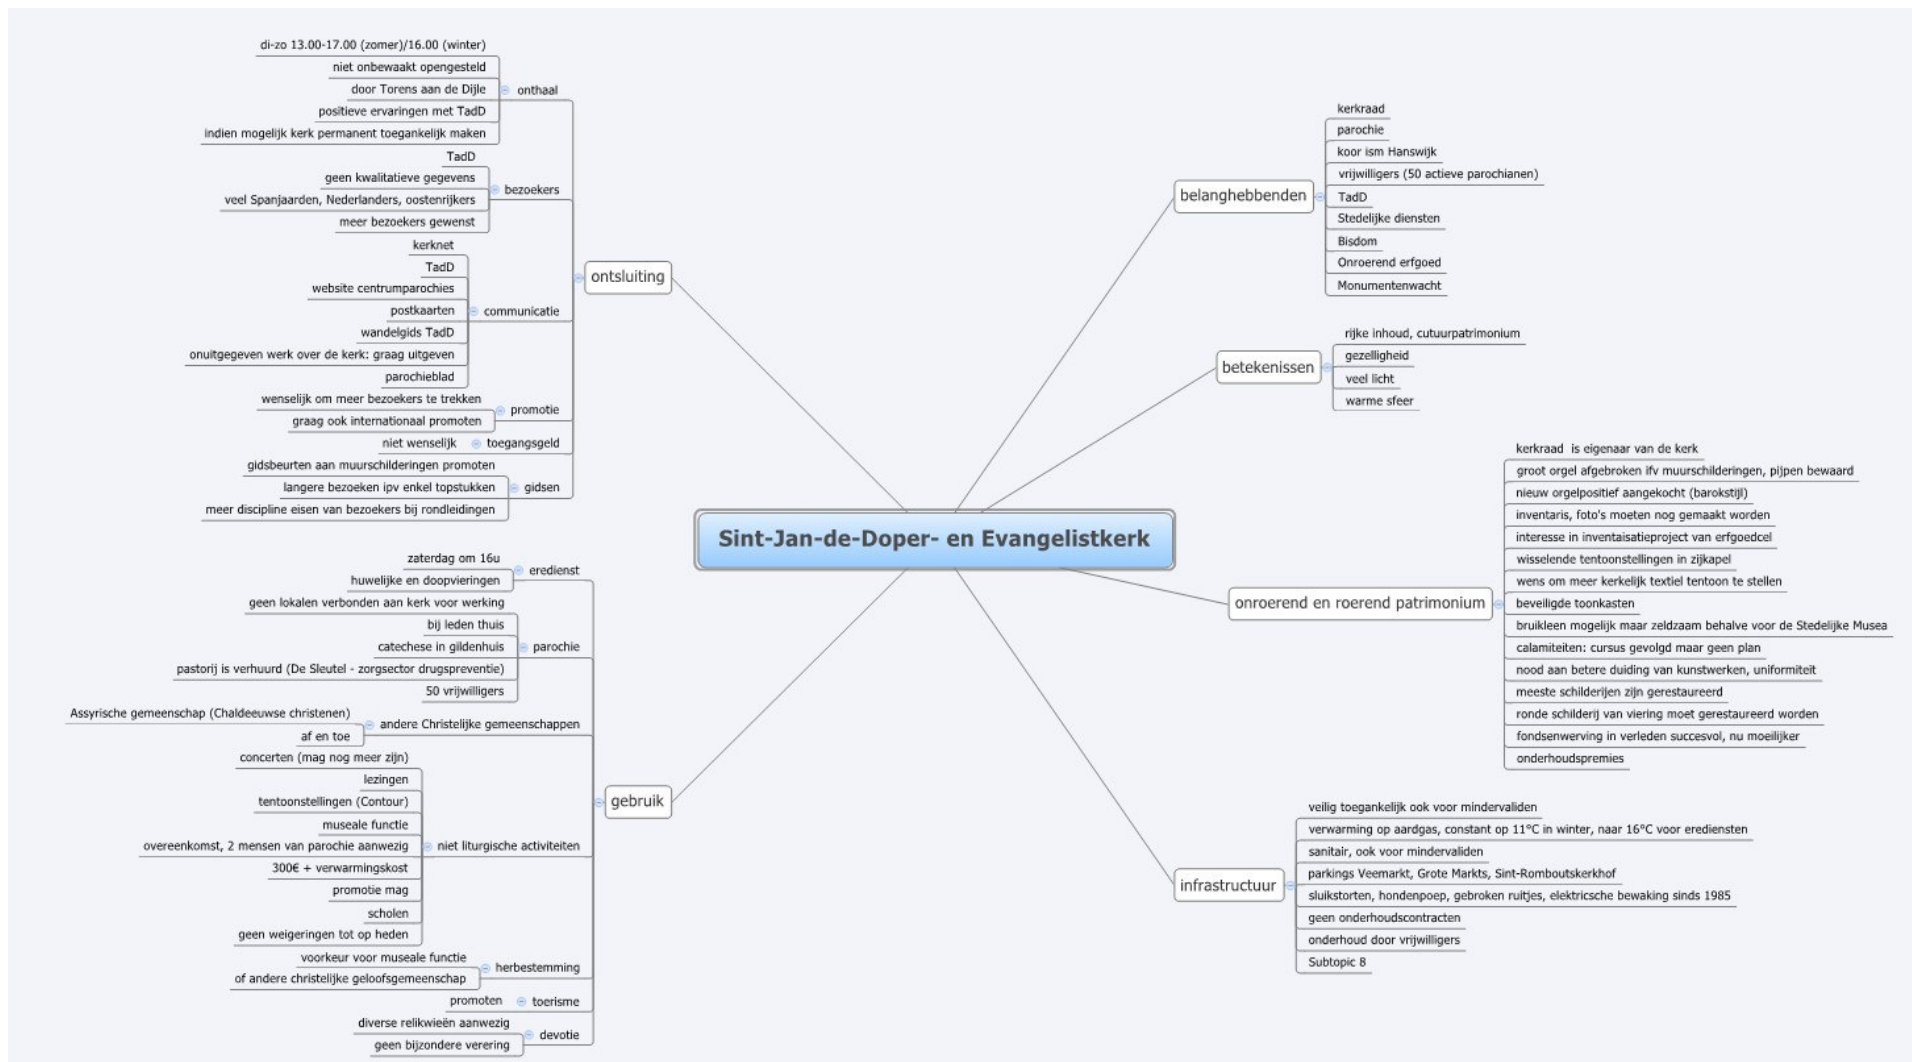 Sint-Jan-de-Doper- en Evangelistkerk
ontsluiting
onthaal
di-zo 13.00-17.00 (zomer)/16.00 (winter)
niet onbewaakt opengesteld
door Torens aan de Dijle
positieve ervaringen met TadD
indien mogelijk kerk permanent toegankelijk maken
bezoekers
TadD
geen kwalitatieve gegevens
veel Spanjaarden, Nederlanders, oostenrijkers
meer bezoekers gewenst
communicatie
kerknet
TadD
website centrumparochies
postkaarten
wandelgids TadD
onuitgegeven werk over de kerk: graag uitgeven
parochieblad
promotie
wenselijk om meer bezoekers te trekken
graag ook internationaal promoten
toegangsgeld
niet wenselijk
gidsen
gidsbeurten aan muurschilderingen promoten
langere bezoeken ipv enkel topstukken
meer discipline eisen van bezoekers bij rondleidingen
gebruik
eredienst
zaterdag om 16u
huwelijke en doopvieringen
parochie
geen lokalen verbonden aan kerk voor werking
bij leden thuis
catechese in gildenhuis
pastorij is verhuurd (De Sleutel - zorgsector drugspreventie)
50 vrijwilligers
andere Christelijke gemeenschappen
Assyrische gemeenschap (Chaldeeuwse christenen)
af en toe
niet liturgische activiteiten
concerten (mag nog meer zijn)
lezingen
tentoonstellingen (Contour)
museale functie
overeenkomst, 2 mensen van parochie aanwezig
300€ + verwarmingskost
promotie mag
scholen
geen weigeringen tot op heden
herbestemming
voorkeur voor museale functie
of andere christelijke geloofsgemeenschap
toerisme
promoten
devotie
diverse relikwieën aanwezig
geen bijzondere verering
belanghebbenden
kerkraad
parochie
koor ism Hanswijk
vrijwilligers (50 actieve parochianen)
TadD
Stedelijke diensten
Bisdom
Onroerend erfgoed
Monumentenwacht
betekenissen
rijke inhoud, cutuurpatrimonium
gezelligheid
veel licht
warme sfeer
onroerend en roerend patrimonium
kerkraad is eigenaar van de kerk
groot orgel afgebroken ifv muurschilderingen, pijpen bewaard
nieuw orgelpositief aangekocht (barokstijl)
inventaris, foto's moeten nog gemaakt worden
interesse in inventaisatieproject van erfgoedcel
wisselende tentoonstellingen in zijkapel
wens om meer kerkelijk textiel tentoon te stellen
beveiligde toonkasten
bruikleen mogelijk maar zeldzaam behalve voor de Stedelijke Musea
calamiteiten: cursus gevolgd maar geen plan
nood aan betere duiding van kunstwerken, uniformiteit
meeste schilderijen zijn gerestaureerd
ronde schilderij van viering moet gerestaureerd worden
fondsenwerving in verleden succesvol, nu moeilijker
onderhoudspremies
infrastructuur
veilig toegankelijk ook voor mindervaliden
verwarming op aardgas, constant op 11°C in winter, naar 16°C voor erediensten
sanitair, ook voor mindervaliden
parkings Veemarkt, Grote Markts, Sint-Romboutskerkhof
sluikstorten, hondenpoep, gebroken ruitjes, elektricsche bewaking sinds 1985
geen onderhoudscontracten
onderhoud door vrijwilligers
Subtopic 8